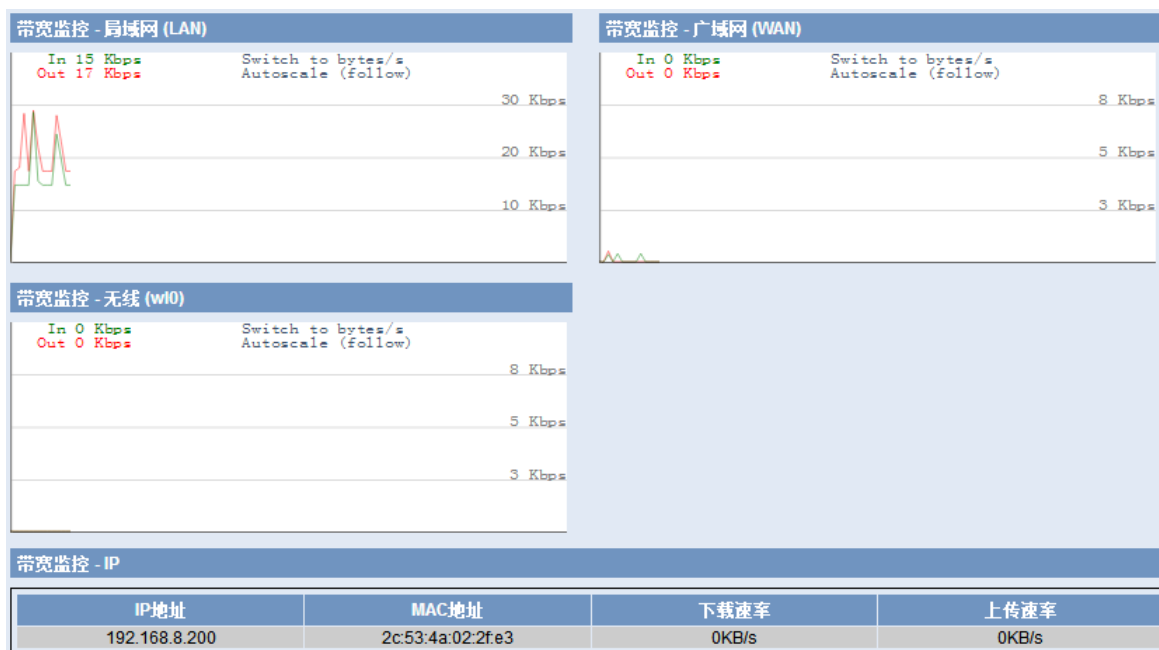 带宽监控 - 局域网 (LAN)
In 15 Kbps
Switch to bytes/s
Out 17 Kbps
Autoscale (follow)
30 Kbps
20 Kbps
10 Kbps
带宽监控 - 广域网 (WAN)
In 0 Kbps
Switch to bytes/s
Out 0 Kbps
Autoscale (follow)
8 Kbps
5 Kbps
3 Kbps
带宽监控 - 无线 (wl0)
In 0 Kbps
Switch to bytes/s
Out 0 Kbps
Autoscale (follow)
8 Kbps
5 Kbps
3 Kbps
带宽监控 - IP
IP地址 MAC地址 下载速率 上传速率
192.168.8.200 2c:53:4a:02:2f:e3 0KB/s 0KB/s